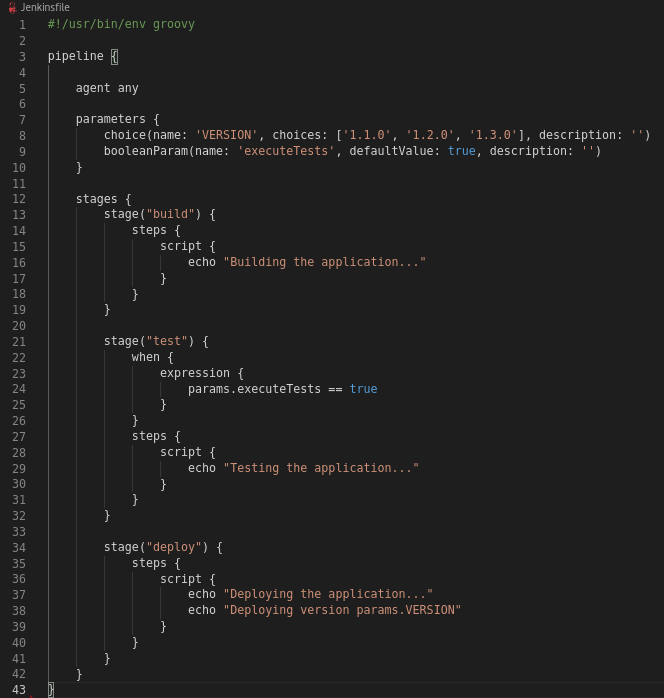 Jenkinsfile
1 #!/usr/bin/env groovy
2
3 pipeline {
4
5     agent any
6
7     parameters {
8         choice(name: 'VERSION', choices: ['1.1.0', '1.2.0', '1.3.0'], description: '')
9         booleanParam(name: 'executeTests', defaultValue: true, description: '')
10     }
11
12     stages {
13         stage("build") {
14             steps {
15                 script {
16                     echo "Building the application..."
17                 }
18             }
19         }
20
21         stage("test") {
22             when {
23                 expression {
24                     params.executeTests == true
25                 }
26             }
27             steps {
28                 script {
29                     echo "Testing the application..."
30                 }
31             }
32         }
33
34         stage("deploy") {
35             steps {
36                 script {
37                     echo "Deploying the application..."
38                     echo "Deploying version params.VERSION"
39                 }
40             }
41         }
42     }
43 }